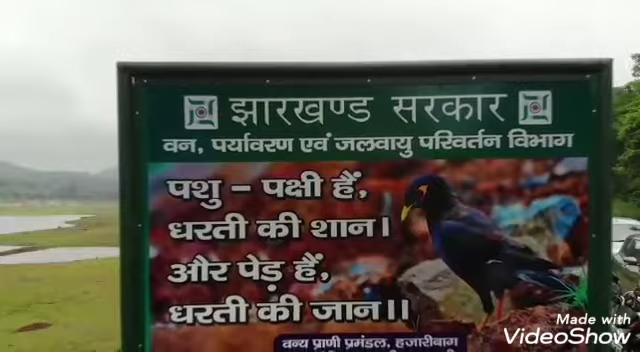 झारखण्ड सरकार
वन, पर्यावरण एवं जलवायु परिवर्तन विभाग
पशु – पक्षी हैं,
धरती की शान।
और पेड़ हैं,
धरती की जान।।
वन्य प्राणी प्रमंडल, हजारीबाग
Made with
VideoShow